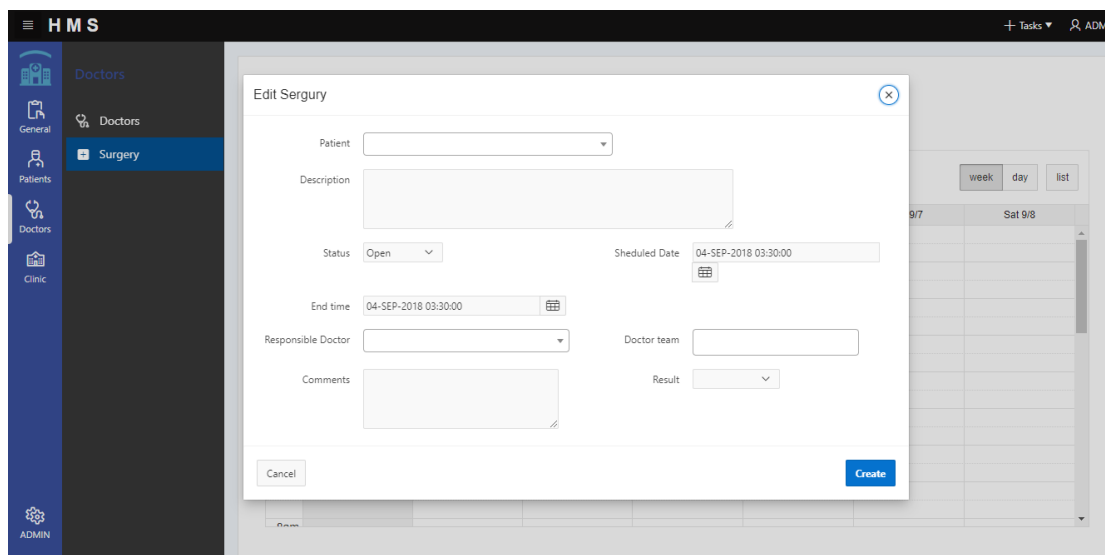 HMS
Tasks
ADM
Doctors
General
Doctors
Surgery
Patients
Doctors
Clinic
ADMIN
Edit Sergury
Patient
Description
Status Open
Sheduled Date 04-SEP-2018 03:30:00
End time 04-SEP-2018 03:30:00
Responsible Doctor
Doctor team
Comments
Result
Cancel
Create
week day list
9/7 Sat 9/8